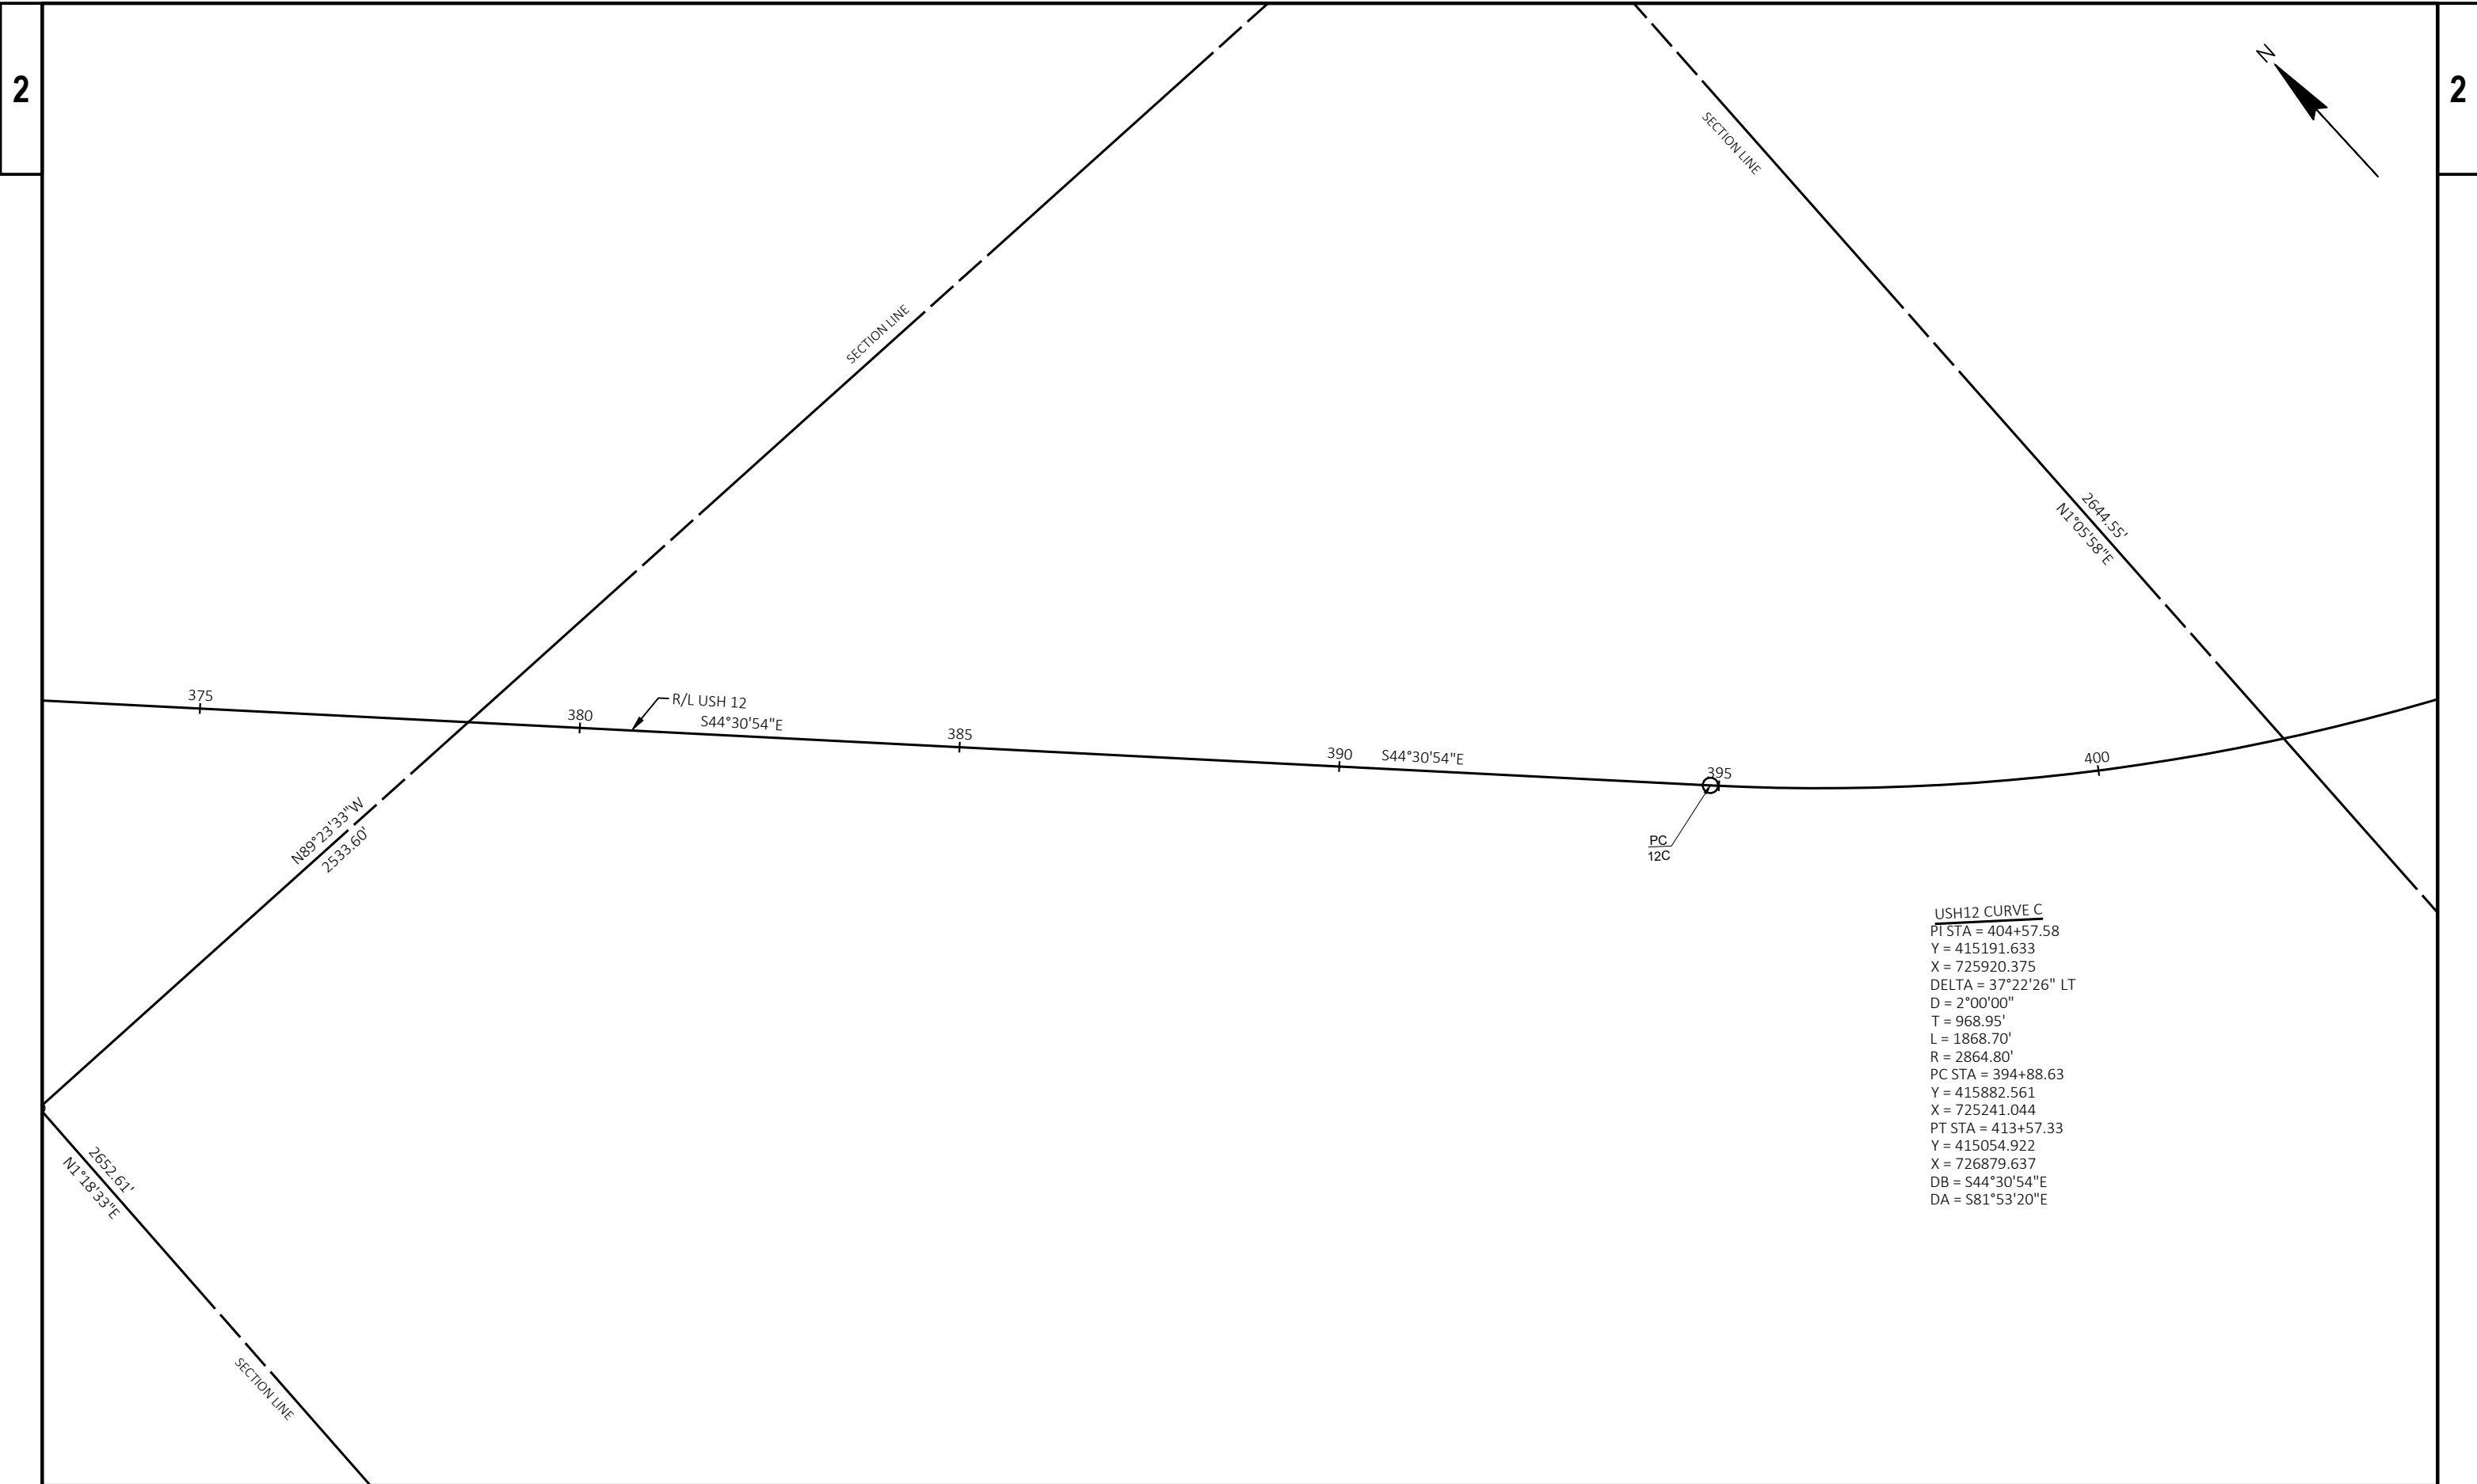 2
2
N
SECTION LINE
SECTION LINE
2644.55'
N1°05'58"E
375
380
R/L USH 12
S44°30'54"E
385
390
S44°30'54"E
395
400
PC
12C
N89°23'33"W
2533.60'
2652.61'
N1°18'33"E
SECTION LINE
USH12 CURVE C
PI STA = 404+57.58
Y = 415191.633
X = 725920.375
DELTA = 37°22'26" LT
D = 2°00'00"
T = 968.95'
L = 1868.70'
R = 2864.80'
PC STA = 394+88.63
Y = 415882.561
X = 725241.044
PT STA = 413+57.33
Y = 415054.922
X = 726879.637
DB = S44°30'54"E
DA = S81°53'20"E